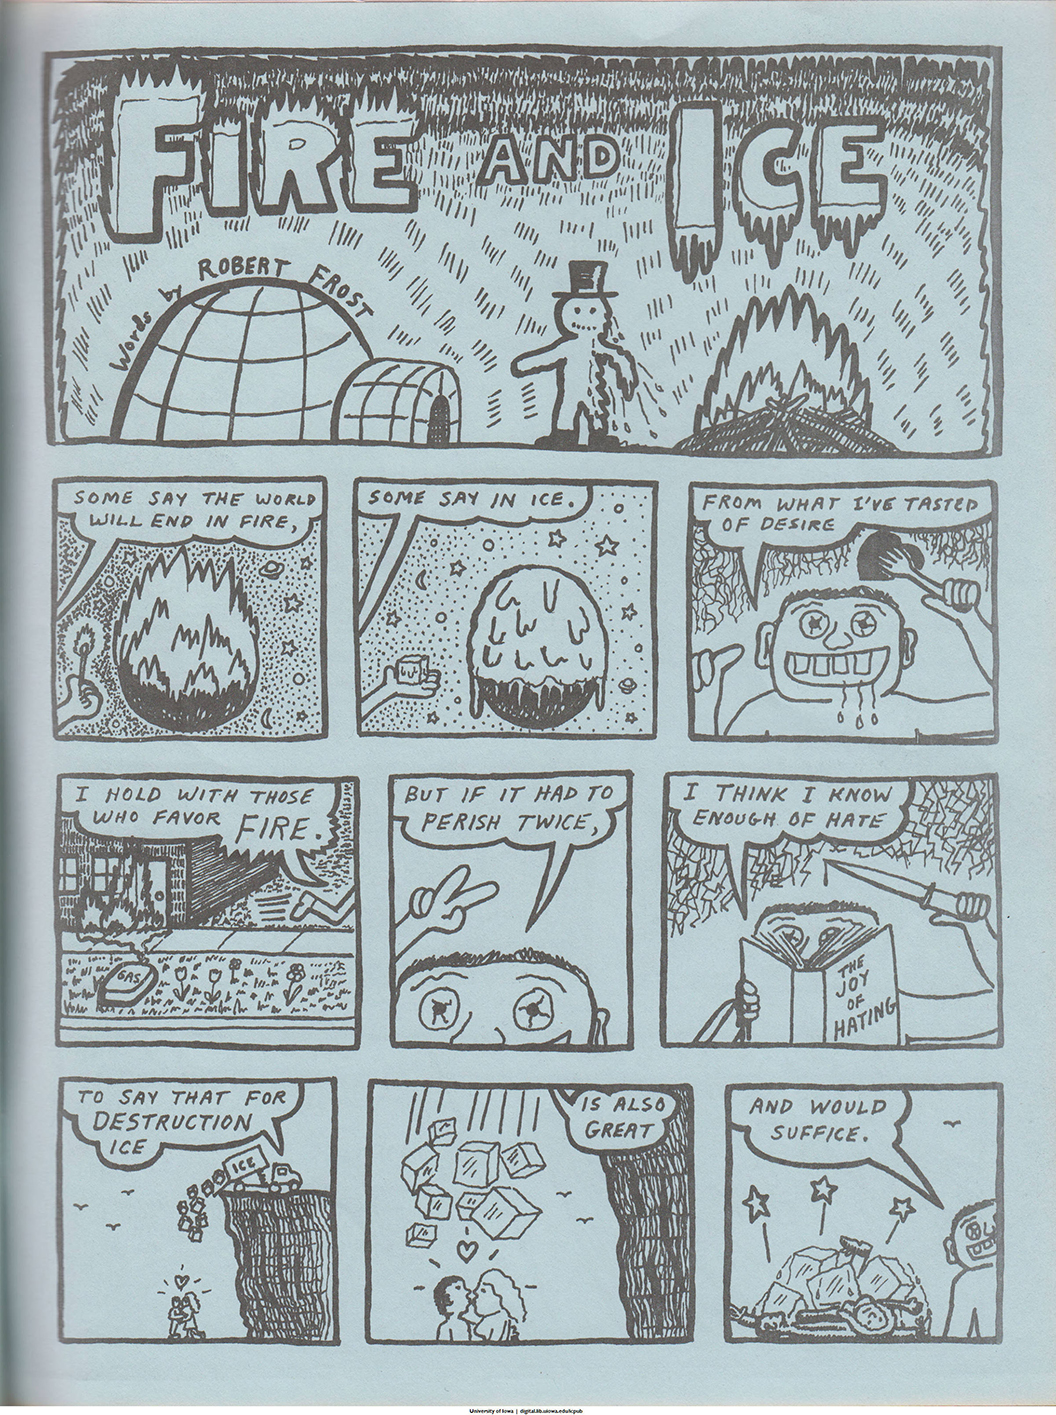 FIRE AND ICE
Words by ROBERT FROST
SOME SAY THE WORLD
WILL END IN FIRE,
SOME SAY IN ICE.
FROM WHAT I'VE TASTED
OF DESIRE
I HOLD WITH THOSE
WHO FAVOR FIRE.
GAS
BUT IF IT HAD TO
PERISH TWICE,
I THINK I KNOW
ENOUGH OF HATE
THE
JOY
OF
HATING
TO SAY THAT FOR
DESTRUCTION
ICE
ICE
IS ALSO
GREAT
AND WOULD
SUFFICE.
University of Iowa | digital.lib.uiowa.edu/icpub